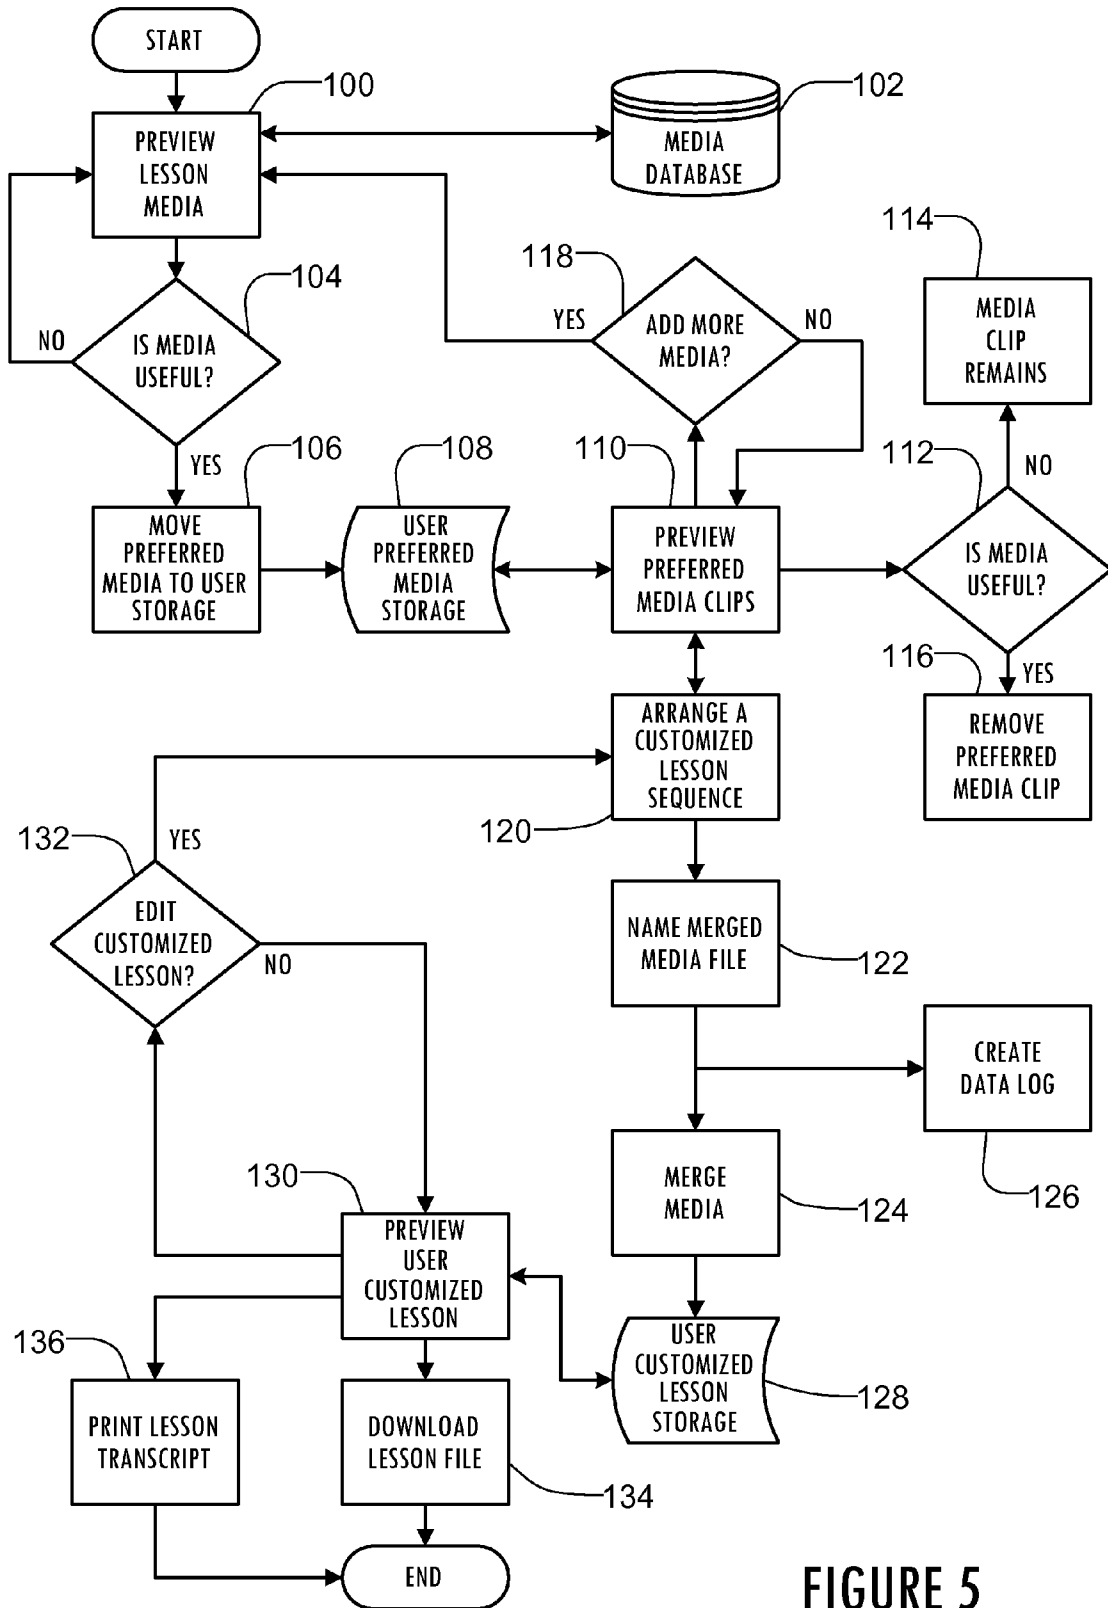 START
100
PREVIEW
LESSON
MEDIA
102
MEDIA
DATABASE
104
IS MEDIA
USEFUL?
NO
YES
118
ADD MORE
MEDIA?
YES
NO
114
MEDIA
CLIP
REMAINS
106
MOVE
PREFERRED
MEDIA TO USER
STORAGE
108
USER
PREFERRED
MEDIA
STORAGE
110
PREVIEW
PREFERRED
MEDIA CLIPS
112
NO
IS MEDIA
USEFUL?
YES
116
REMOVE
PREFERRED
MEDIA CLIP
ARRANGE A
CUSTOMIZED
LESSON
SEQUENCE
120
132
YES
EDIT
CUSTOMIZED
LESSON?
NO
NAME MERGED
MEDIA FILE
122
CREATE
DATA LOG
126
MERGE
MEDIA
124
130
PREVIEW
USER
CUSTOMIZED
LESSON
USER
CUSTOMIZED
LESSON
STORAGE
128
136
PRINT LESSON
TRANSCRIPT
DOWNLOAD
LESSON FILE
134
END
FIGURE 5